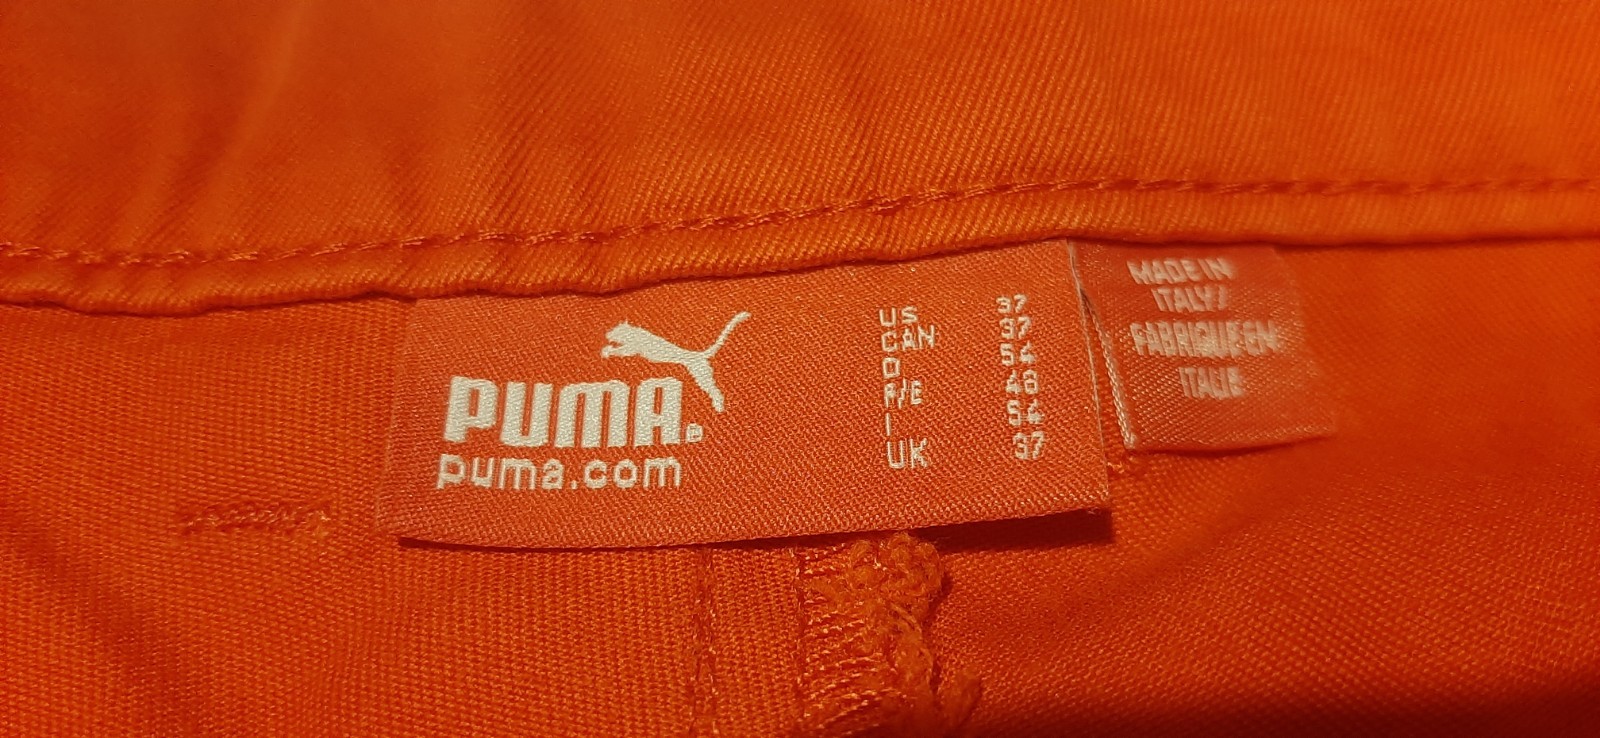 PUMA.
puma.com
US 37
CAN 37
D 54
F/E 48
I 54
UK 37
MADE IN
ITALY/
FABRIQUE EN
ITALIE